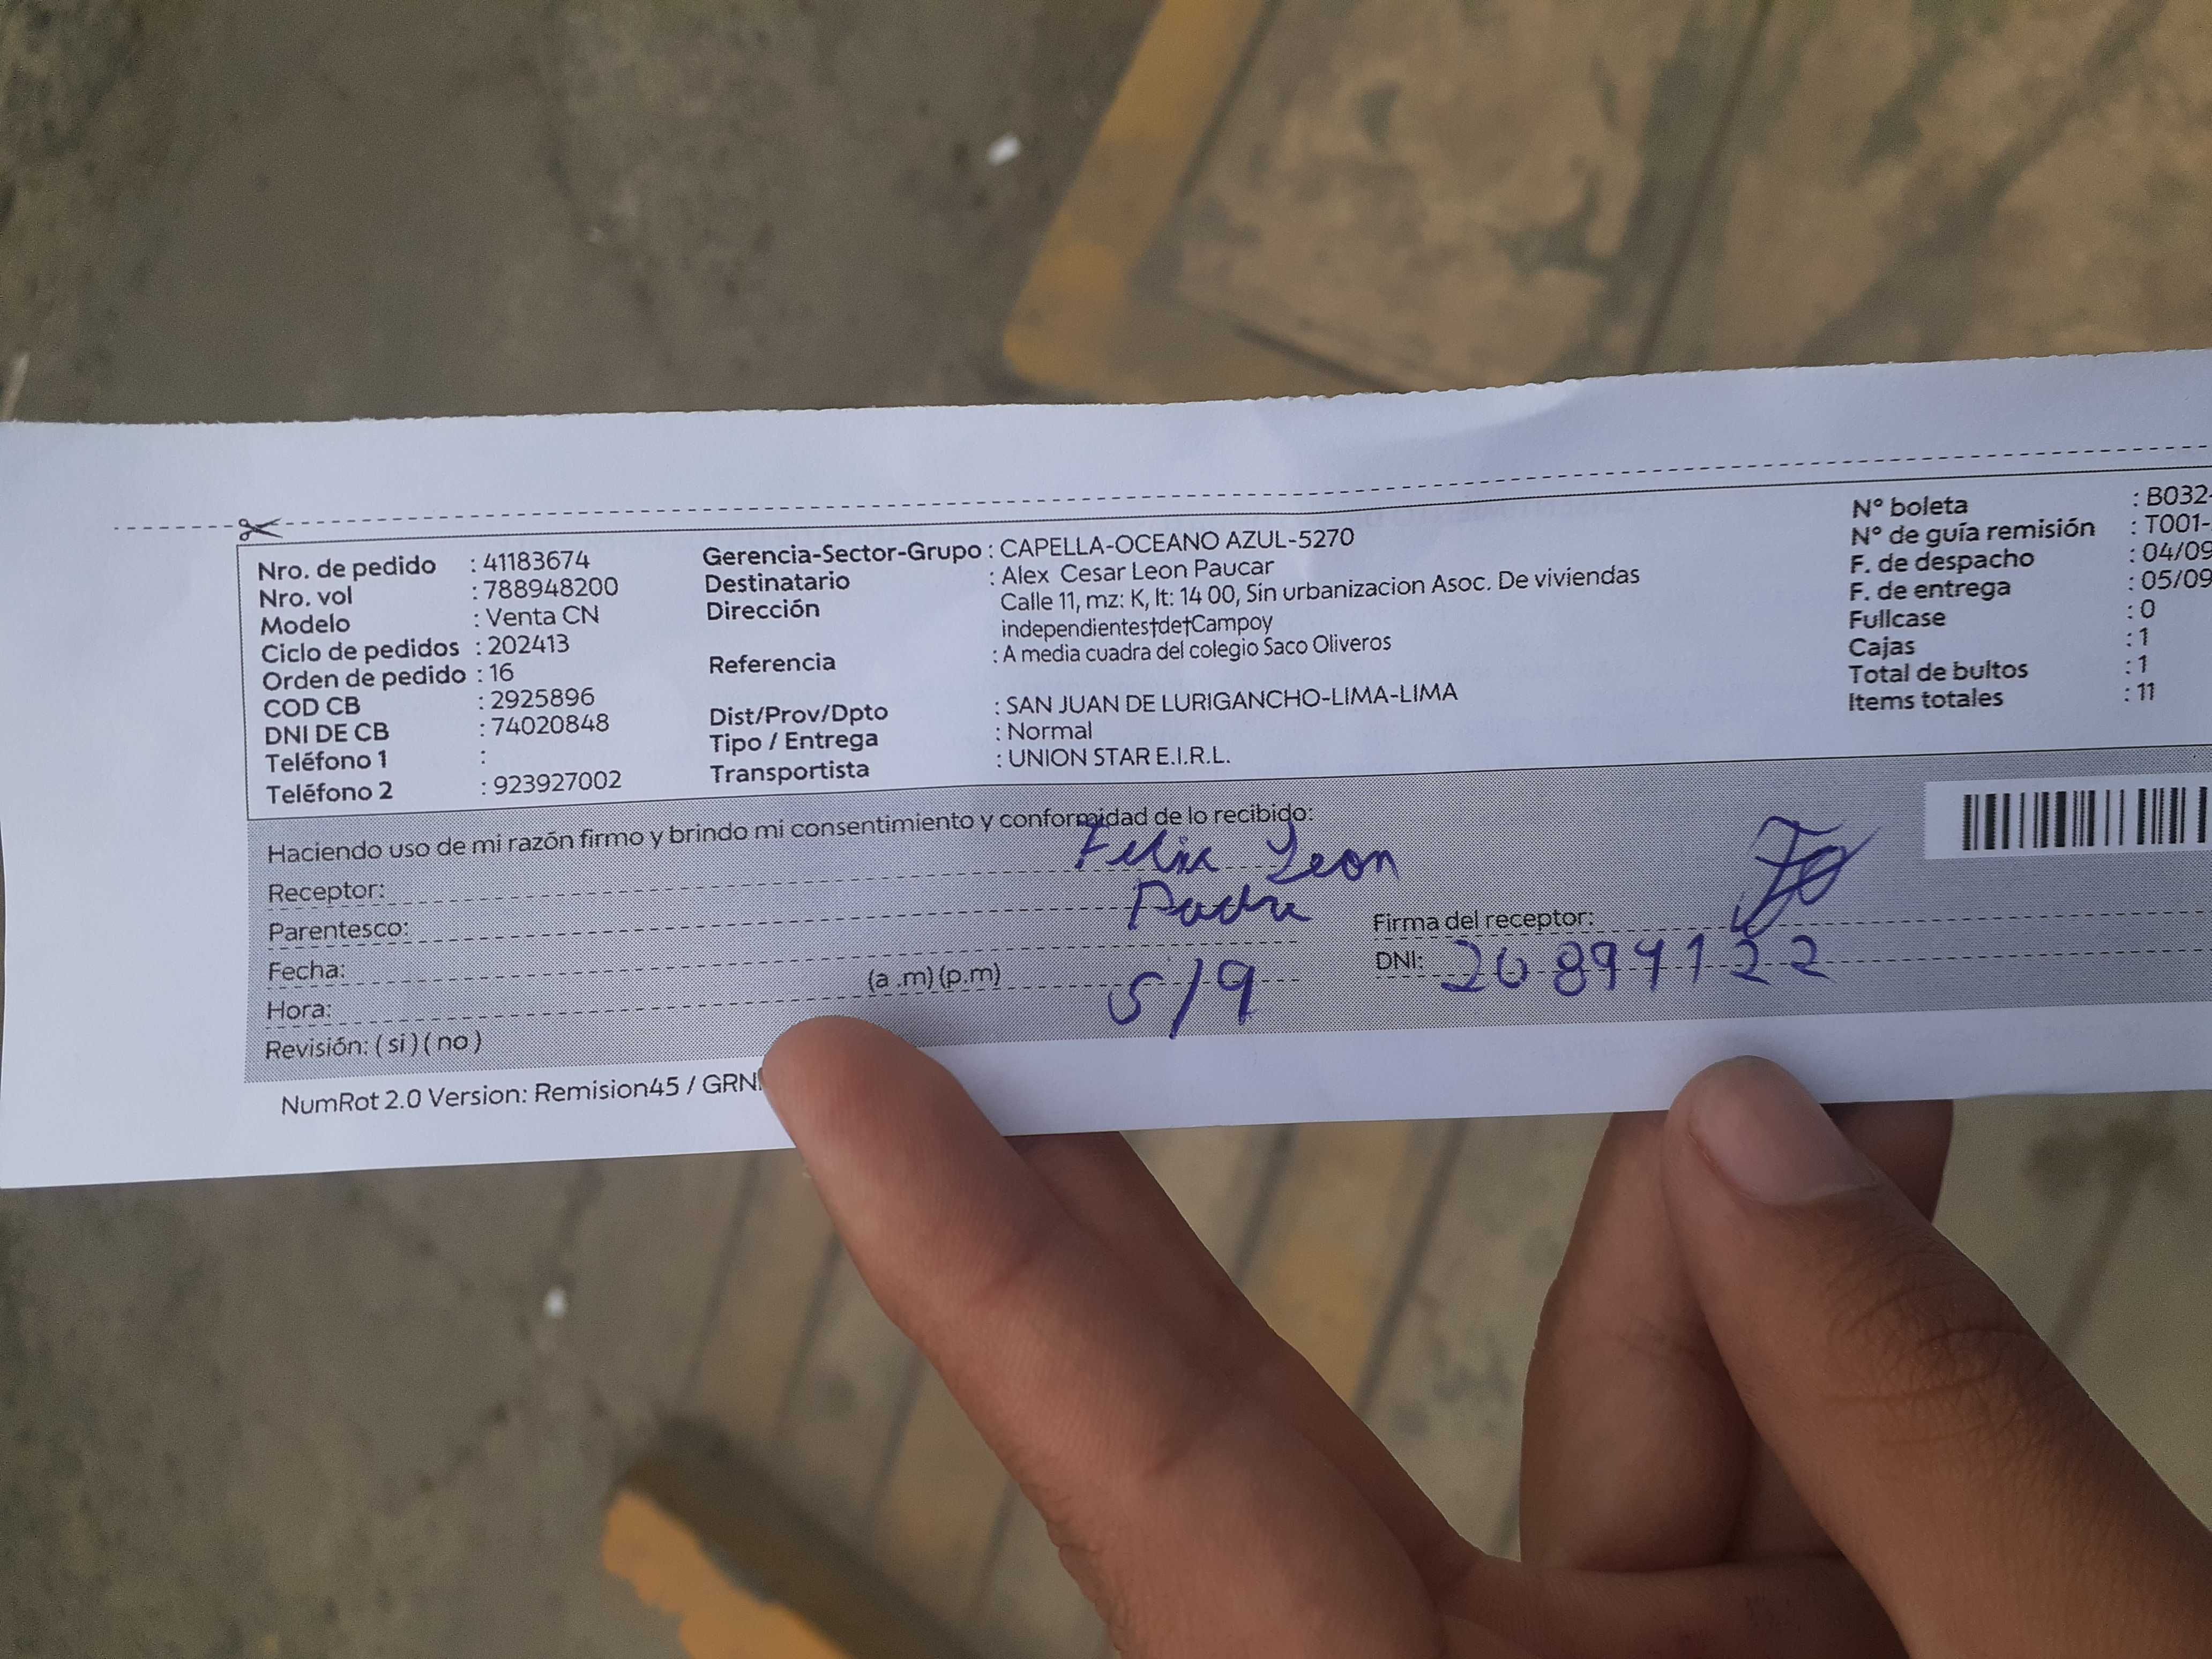 Nro. de pedido : 41183674
Nro. vol : 788948200
Modelo : Venta CN
Ciclo de pedidos : 202413
Orden de pedido : 16
COD CB : 2925896
DNI DE CB : 74020848
Teléfono 1 :
Teléfono 2 : 923927002
Gerencia-Sector-Grupo : CAPELLA-OCEANO AZUL-5270
Destinatario : Alex Cesar Leon Paucar
Dirección Calle 11, mz: K, lt: 14 00, Sin urbanizacion Asoc. De viviendas
independientes†de†Campoy
Referencia : A media cuadra del colegio Saco Oliveros
Dist/Prov/Dpto : SAN JUAN DE LURIGANCHO-LIMA-LIMA
Tipo / Entrega : Normal
Transportista : UNION STAR E.I.R.L.
N° boleta : B032-
N° de guía remisión : T001-
F. de despacho : 04/09
F. de entrega : 05/09
Fullcase : 0
Cajas : 1
Total de bultos : 1
Items totales : 11
Haciendo uso de mi razón firmo y brindo mi consentimiento y conformidad de lo recibido:
Receptor: Felix Leon
Parentesco: Padre
Fecha: 5/9
Hora: (a .m) (p.m)
Revisión: ( si ) ( no )
Firma del receptor:
DNI: 20894122
NumRot 2.0 Version: Remision45 / GRN